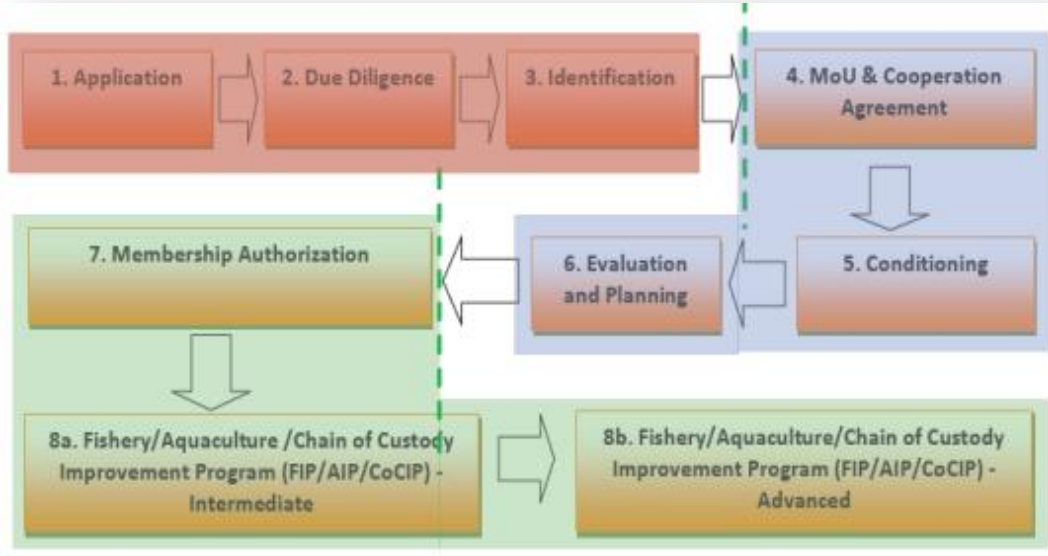 1. Application
2. Due Diligence
3. Identification
4. MoU & Cooperation
Agreement
5. Conditioning
6. Evaluation
and Planning
7. Membership Authorization
8a. Fishery/Aquaculture /Chain of Custody
Improvement Program (FIP/AIP/CoCIP) -
Intermediate
8b. Fishery/Aquaculture/Chain of Custody
Improvement Program (FIP/AIP/CoCIP) -
Advanced